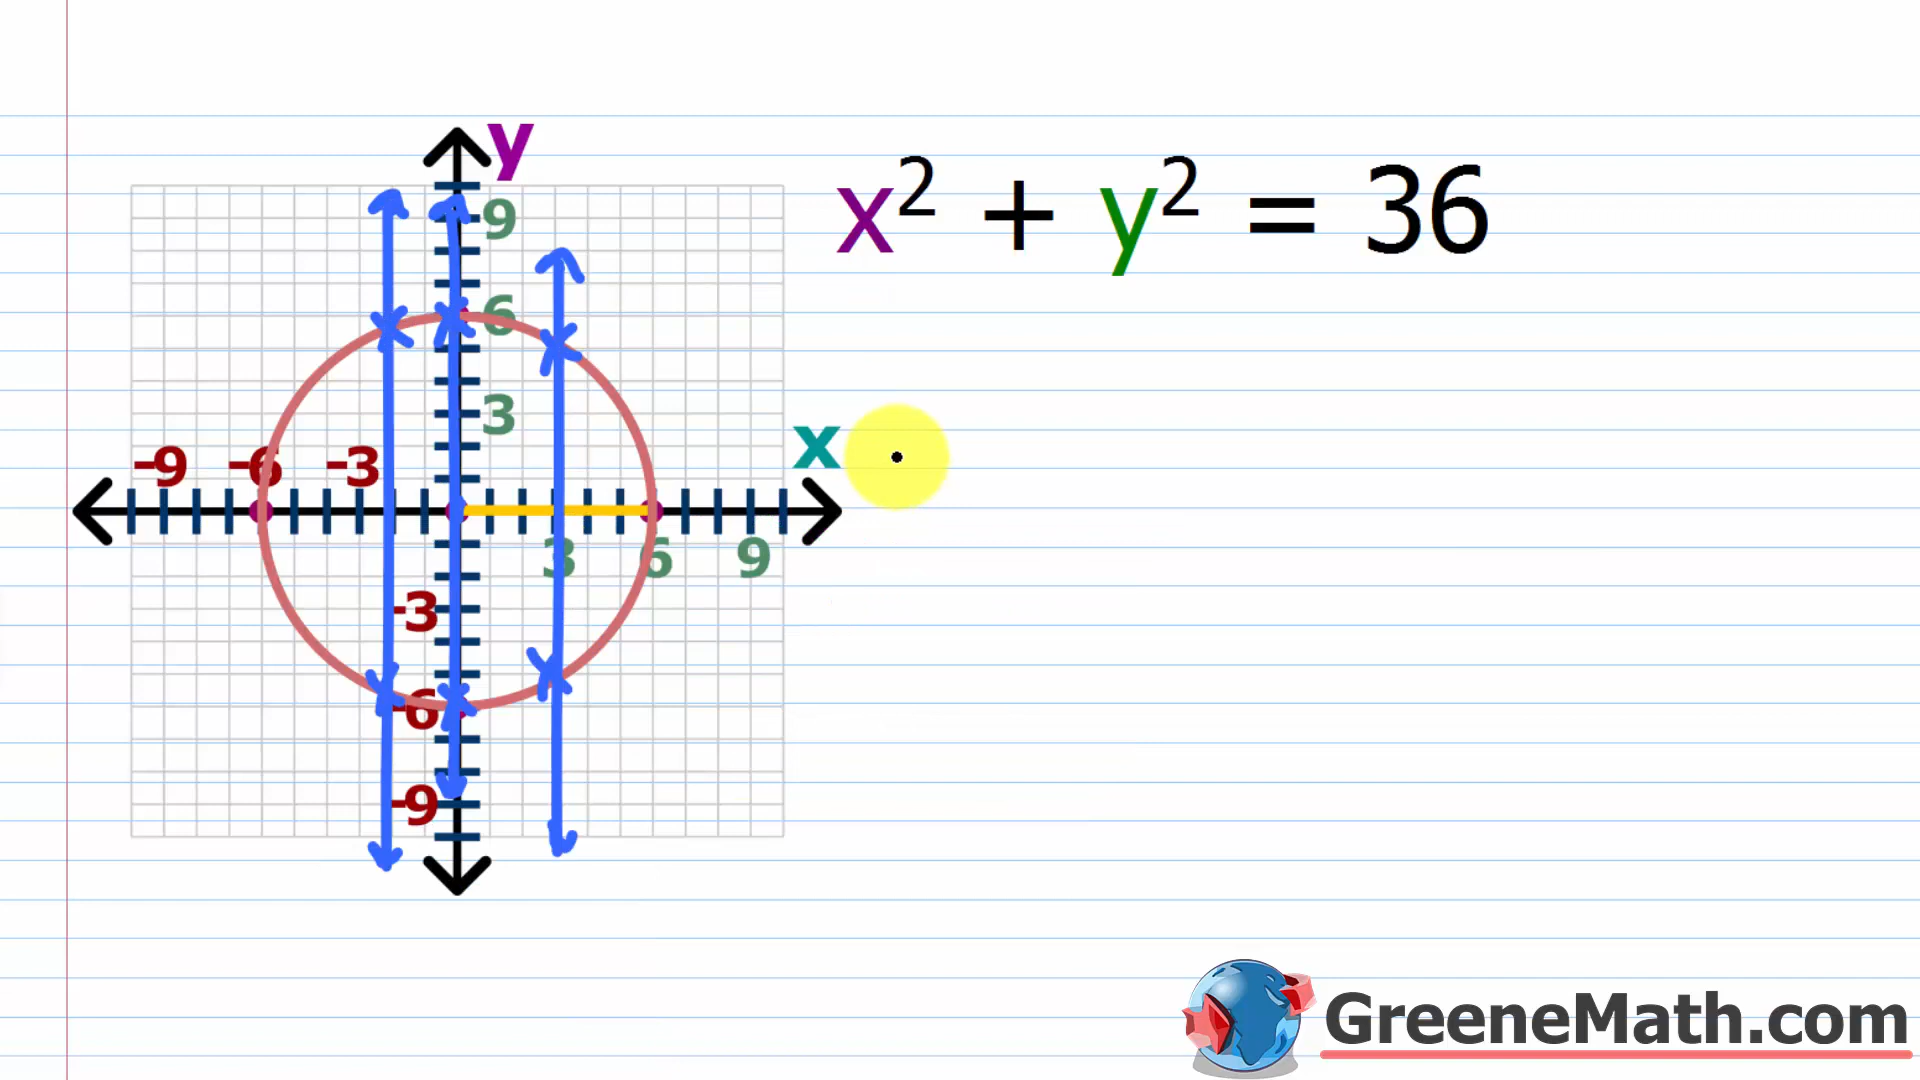 y
x² + y² = 36
9
6
3
x
-9 -6 -3
3 6 9
-3
-6
-9
GreeneMath.com